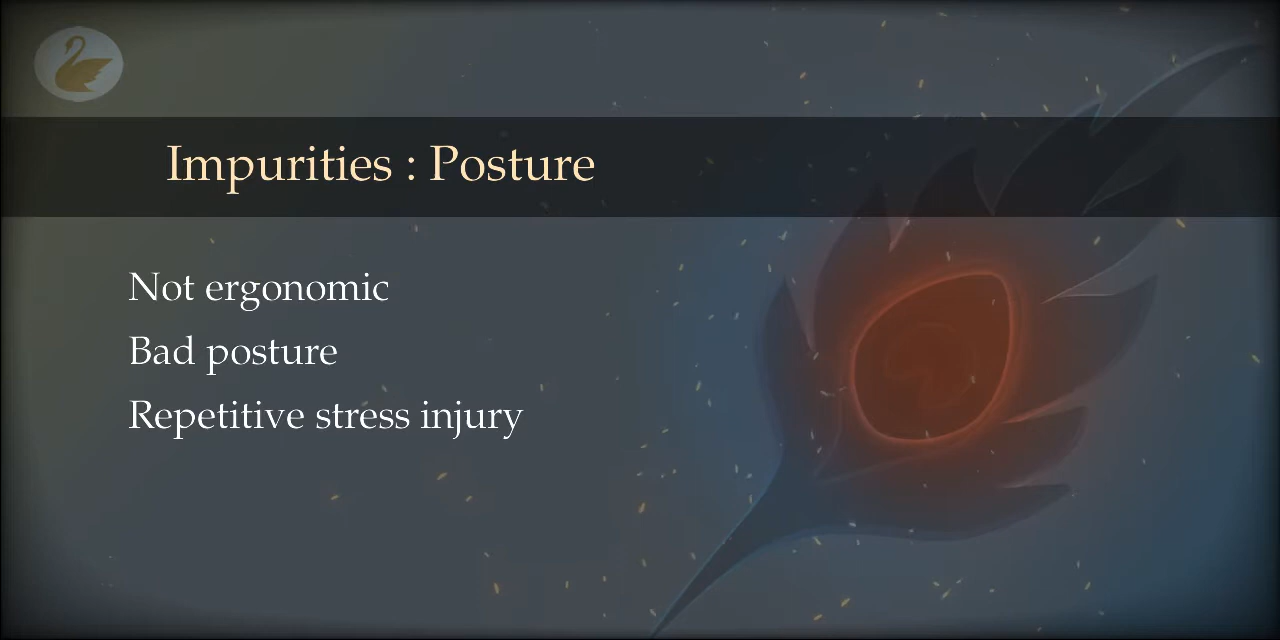 Impurities : Posture
Not ergonomic
Bad posture
Repetitive stress injury